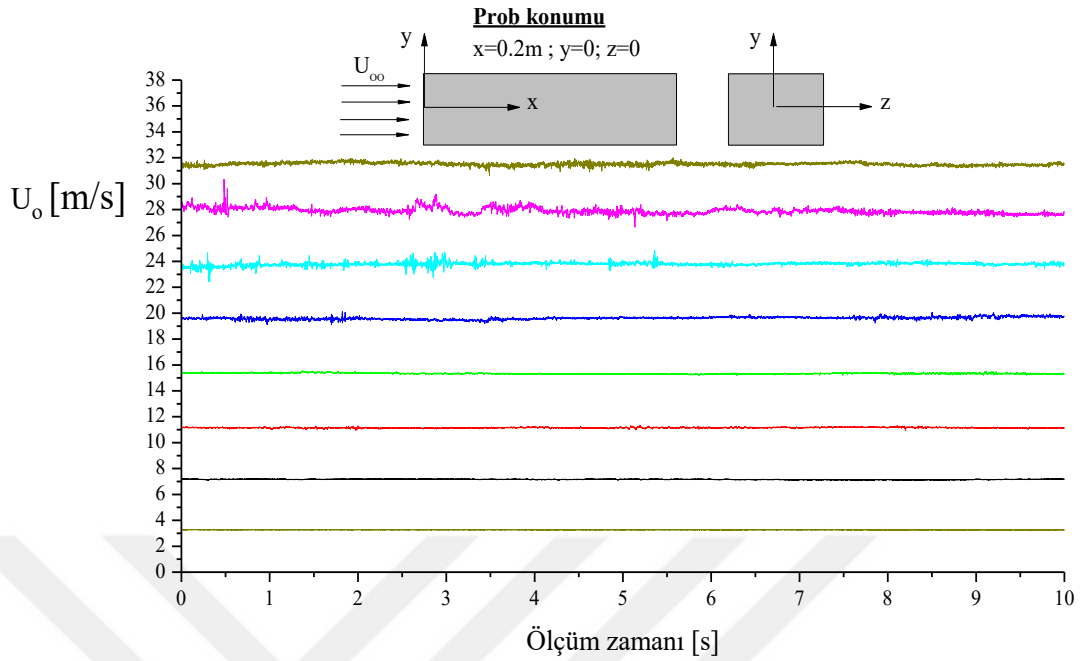 Prob konumu
x=0.2m ; y=0; z=0
y
U_oo
x
y
z
38
36
34
32
30
28
26
24
22
20
18
16
14
12
10
8
6
4
2
0
U_o [m/s]
0 1 2 3 4 5 6 7 8 9 10
Ölçüm zamanı [s]